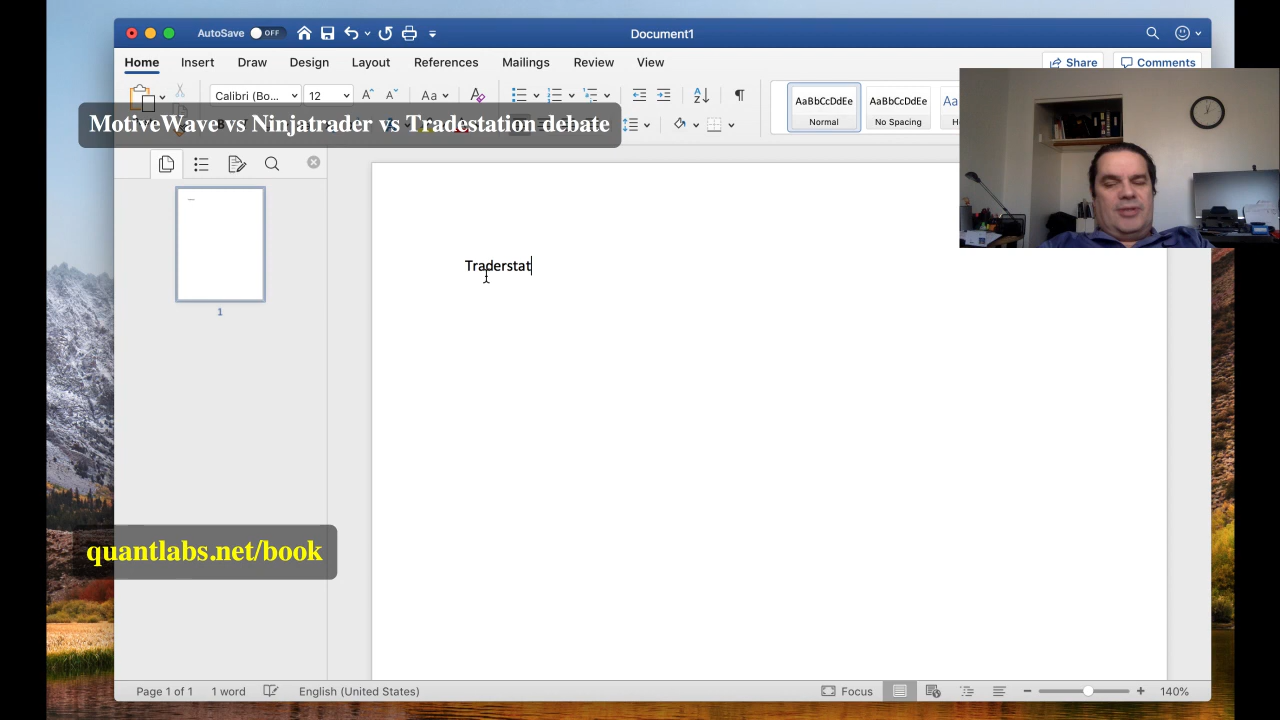 AutoSave OFF
Document1
Home Insert Draw Design Layout References Mailings Review View
Share Comments
Calibri (Bo... 12 Aa
AaBbCcDdEe AaBbCcDdEe
Normal No Spacing
MotiveWave vs Ninjatrader vs Tradestation debate
Traderstat
1
quantlabs.net/book
Page 1 of 1 1 word English (United States) Focus 140%